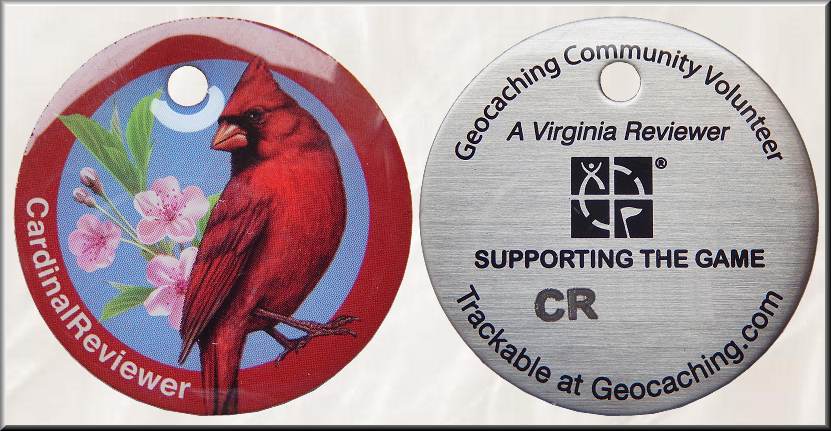 CardinalReviewer
Geocaching Community Volunteer
A Virginia Reviewer
®
SUPPORTING THE GAME
CR
Trackable at Geocaching.com